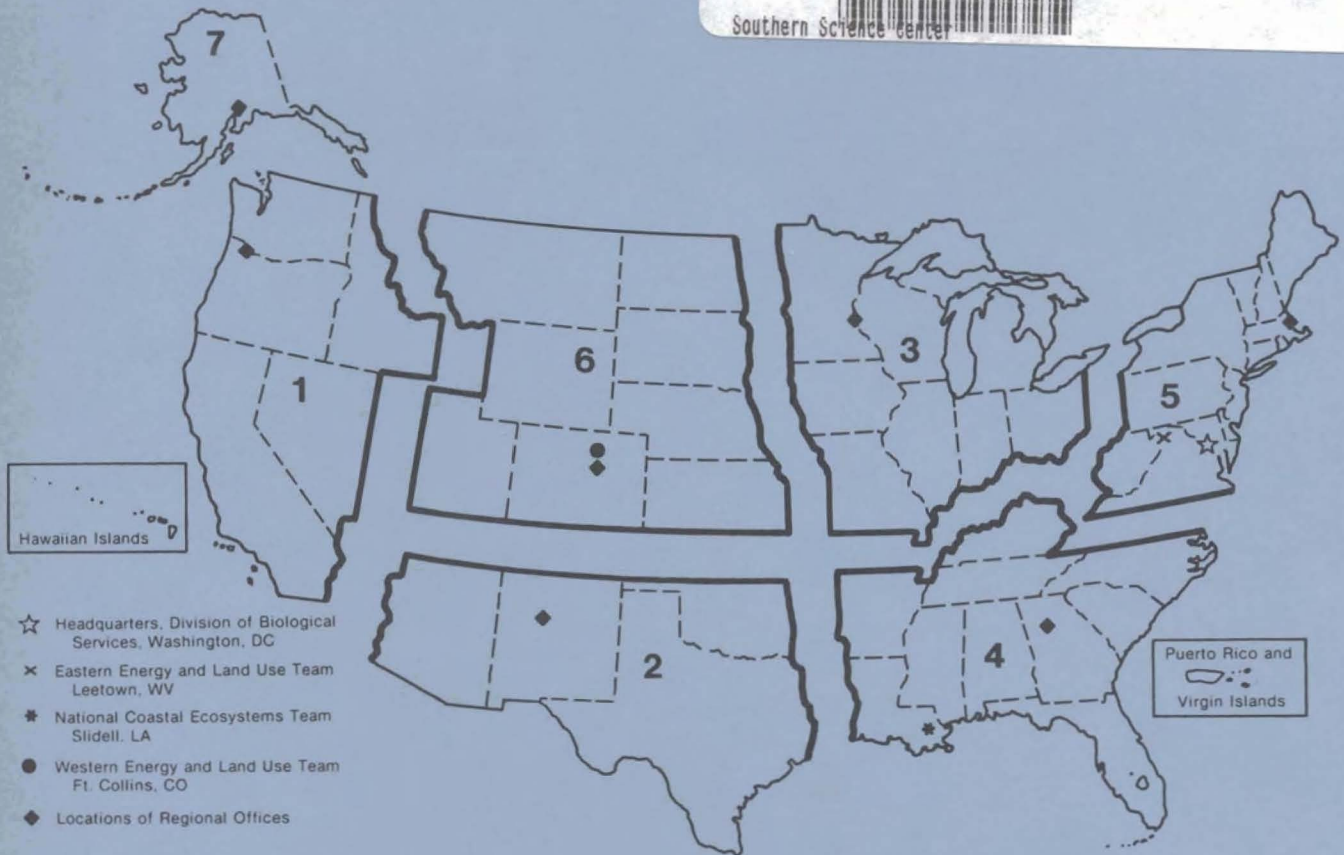 Southern Science Center
7
6
3
1
5
Hawaiian Islands
2
4
Puerto Rico and
Virgin Islands
☆ Headquarters, Division of Biological
Services, Washington, DC
× Eastern Energy and Land Use Team
Leetown, WV
* National Coastal Ecosystems Team
Slidell, LA
● Western Energy and Land Use Team
Ft. Collins, CO
◆ Locations of Regional Offices